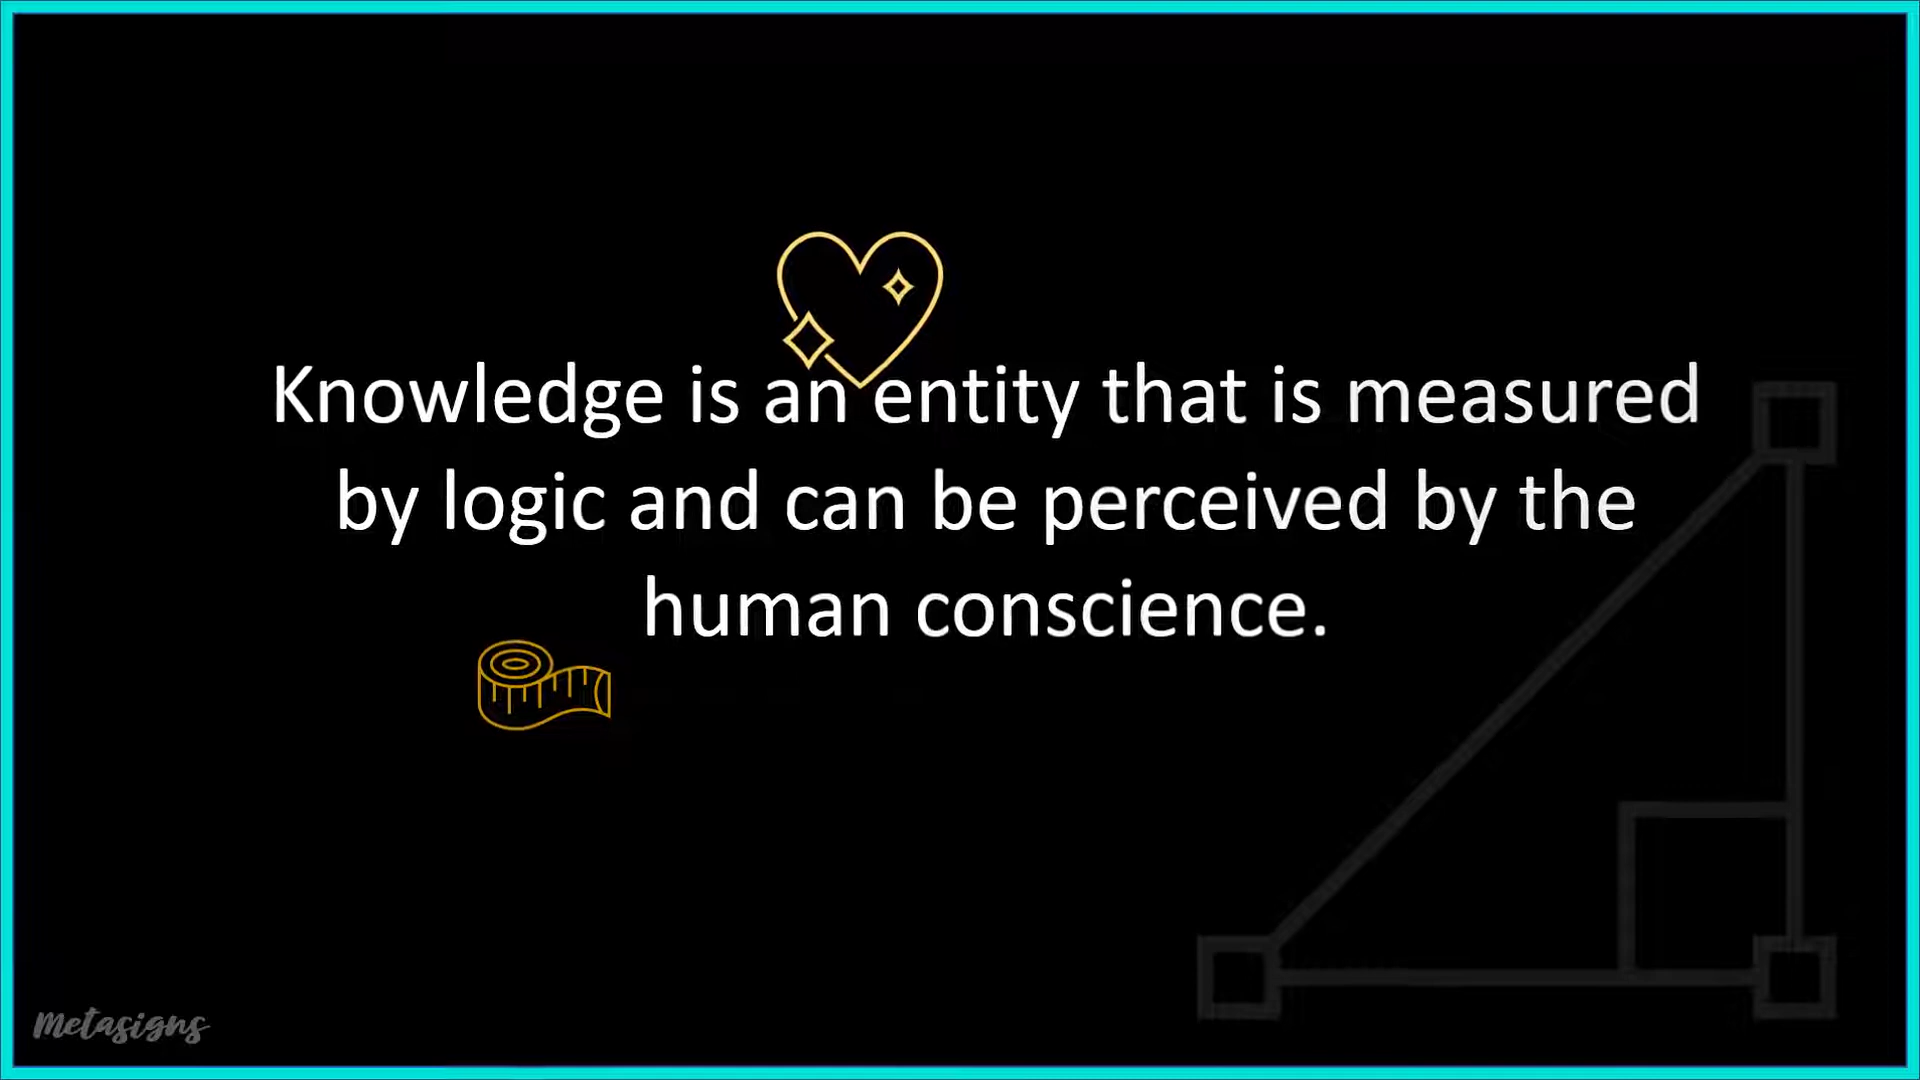 Knowledge is an entity that is measured
by logic and can be perceived by the
human conscience.
Metasigns